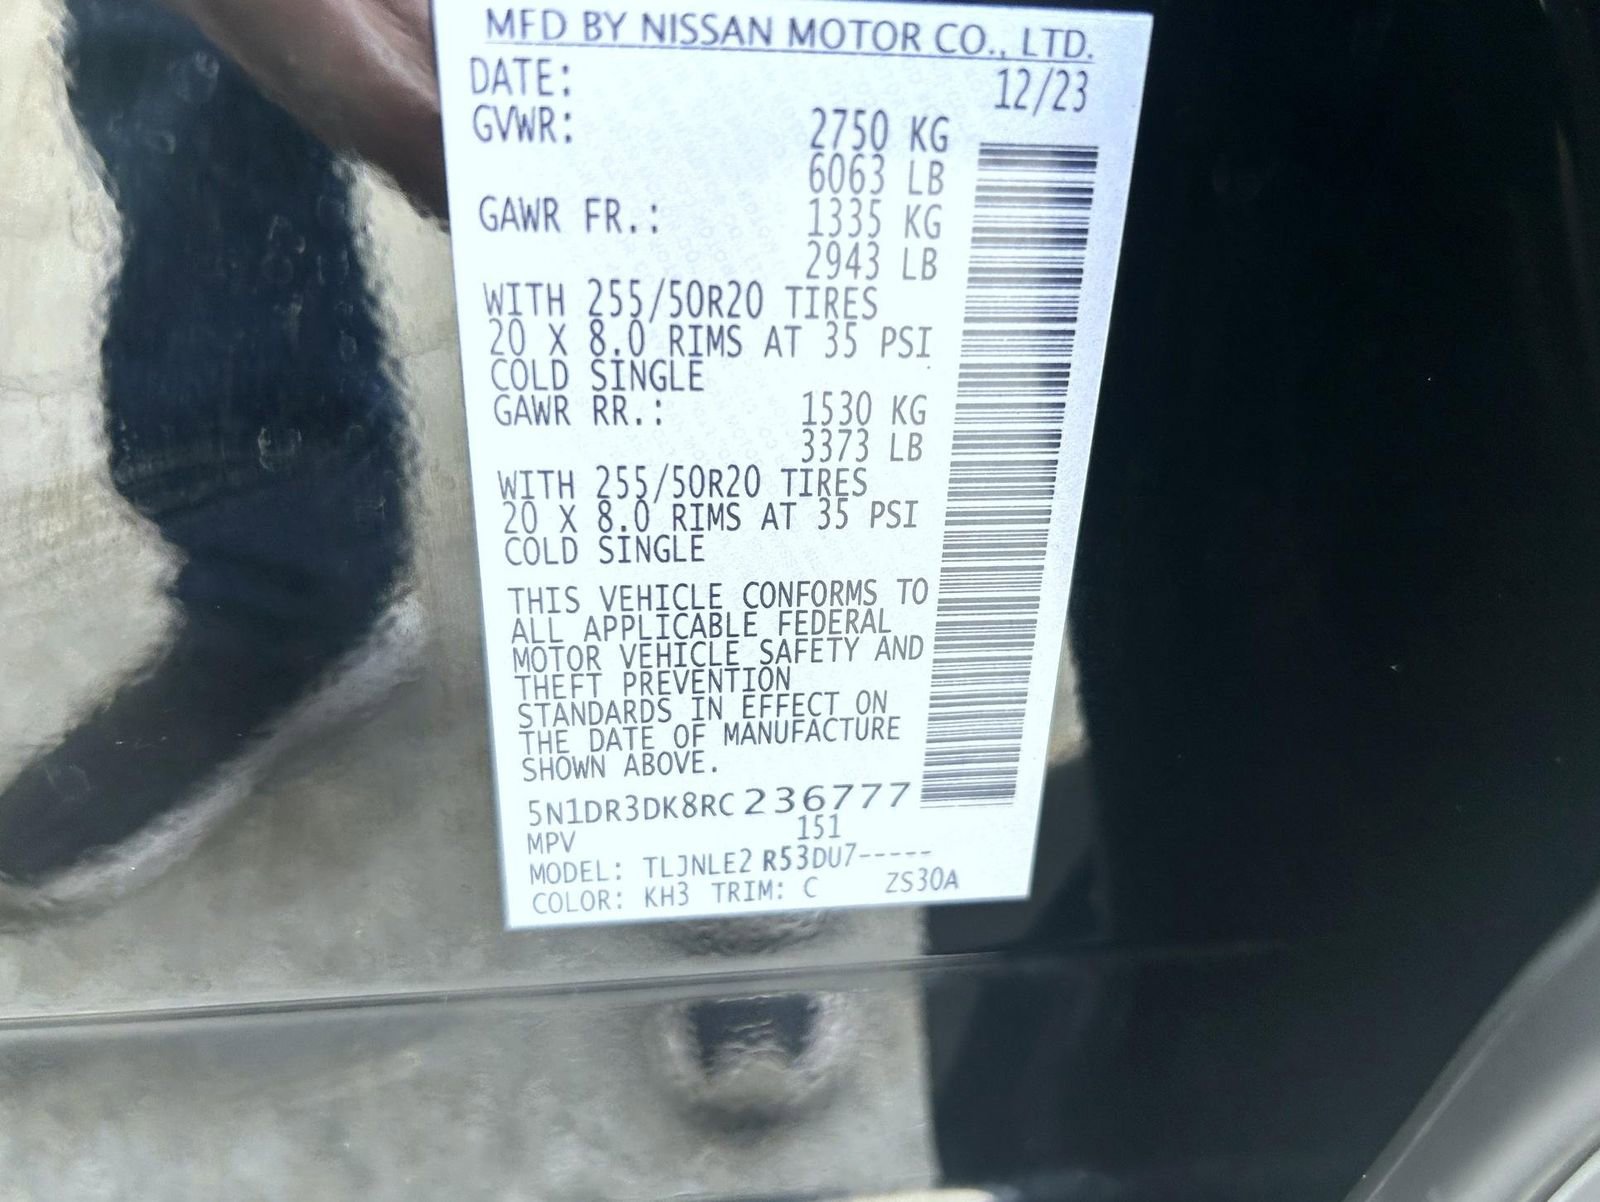 MFD BY NISSAN MOTOR CO., LTD.
DATE: 12/23
GVWR: 2750 KG
6063 LB
GAWR FR.: 1335 KG
2943 LB
WITH 255/50R20 TIRES
20 X 8.0 RIMS AT 35 PSI
COLD SINGLE
GAWR RR.: 1530 KG
3373 LB
WITH 255/50R20 TIRES
20 X 8.0 RIMS AT 35 PSI
COLD SINGLE
THIS VEHICLE CONFORMS TO
ALL APPLICABLE FEDERAL
MOTOR VEHICLE SAFETY AND
THEFT PREVENTION
STANDARDS IN EFFECT ON
THE DATE OF MANUFACTURE
SHOWN ABOVE.
5N1DR3DK8RC236777
MPV 151
MODEL: TLJNLE2 R53DU7-----
COLOR: KH3 TRIM: C ZS30A